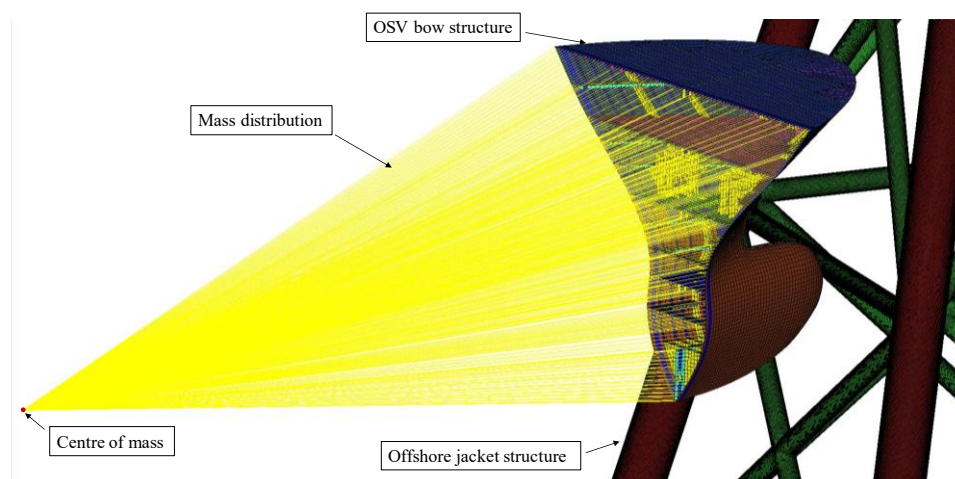 OSV bow structure
Mass distribution
Centre of mass
Offshore jacket structure